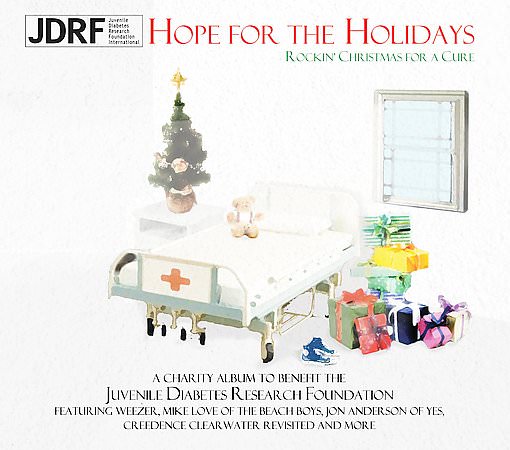 JDRF
Juvenile
Diabetes
Research
Foundation
International
HOPE FOR THE HOLIDAYS
ROCKIN' CHRISTMAS FOR A CURE
A CHARITY ALBUM TO BENEFIT THE
JUVENILE DIABETES RESEARCH FOUNDATION
FEATURING WEEZER, MIKE LOVE OF THE BEACH BOYS, JON ANDERSON OF YES,
CREEDENCE CLEARWATER REVISITED AND MORE